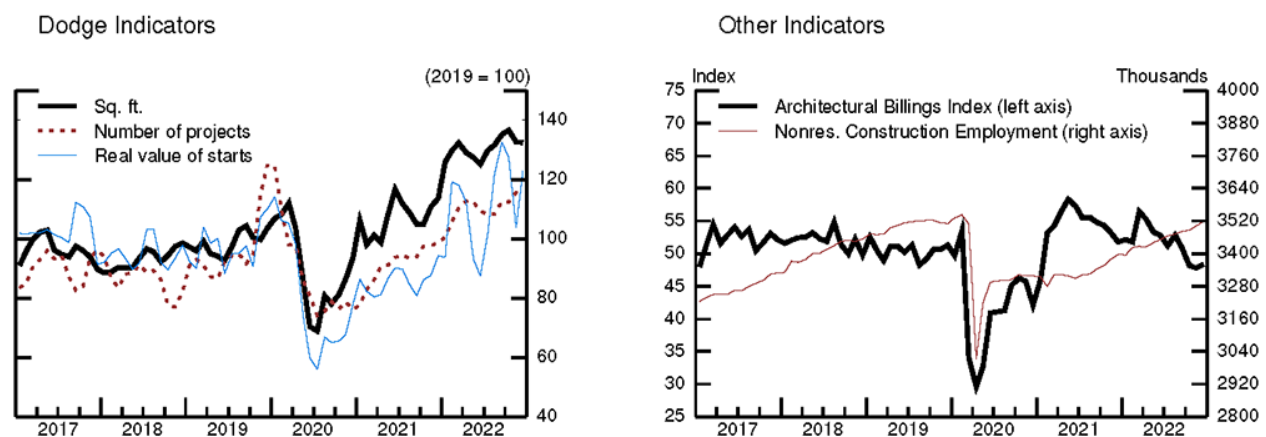 Dodge Indicators
(2019 = 100)
Sq. ft.
Number of projects
Real value of starts
140
120
100
80
60
40
2017 2018 2019 2020 2021 2022
Other Indicators
Index Thousands
Architectural Billings Index (left axis)
Nonres. Construction Employment (right axis)
75 4000
70 3880
65 3760
60 3640
55 3520
50 3400
45 3280
40 3160
35 3040
30 2920
25 2800
2017 2018 2019 2020 2021 2022